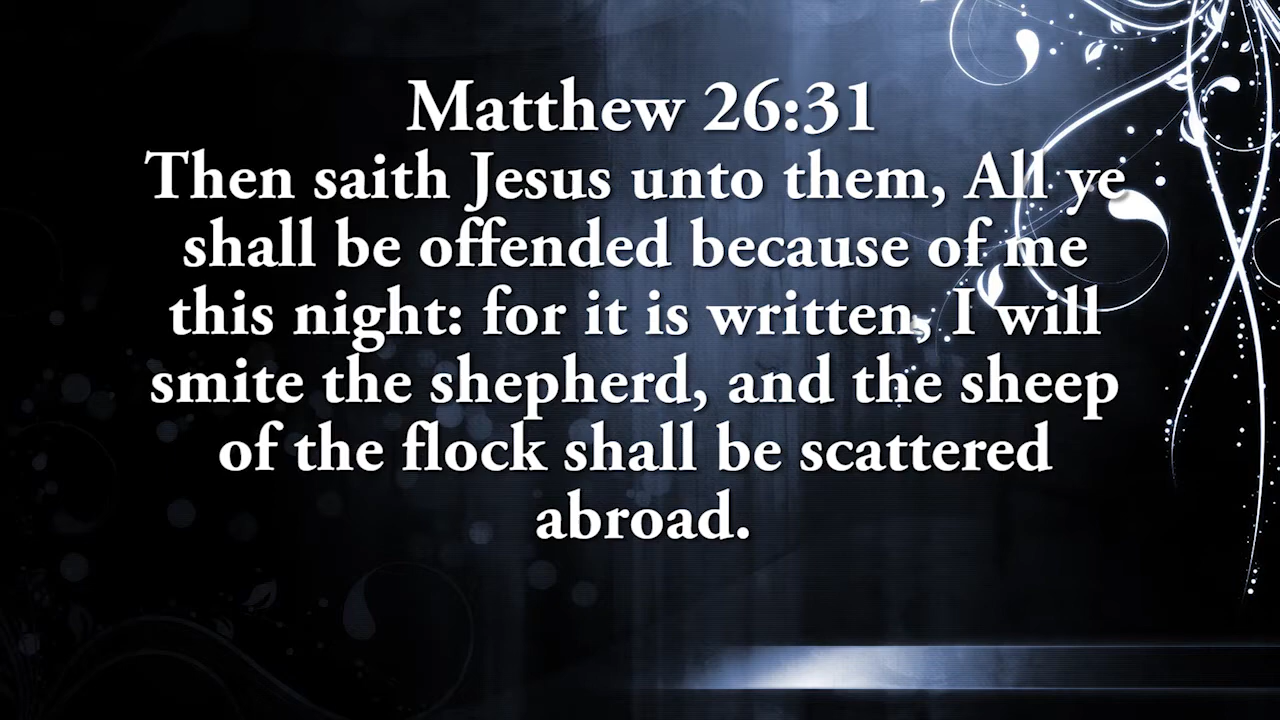 Matthew 26:31
Then saith Jesus unto them, All ye
shall be offended because of me
this night: for it is written, I will
smite the shepherd, and the sheep
of the flock shall be scattered
abroad.